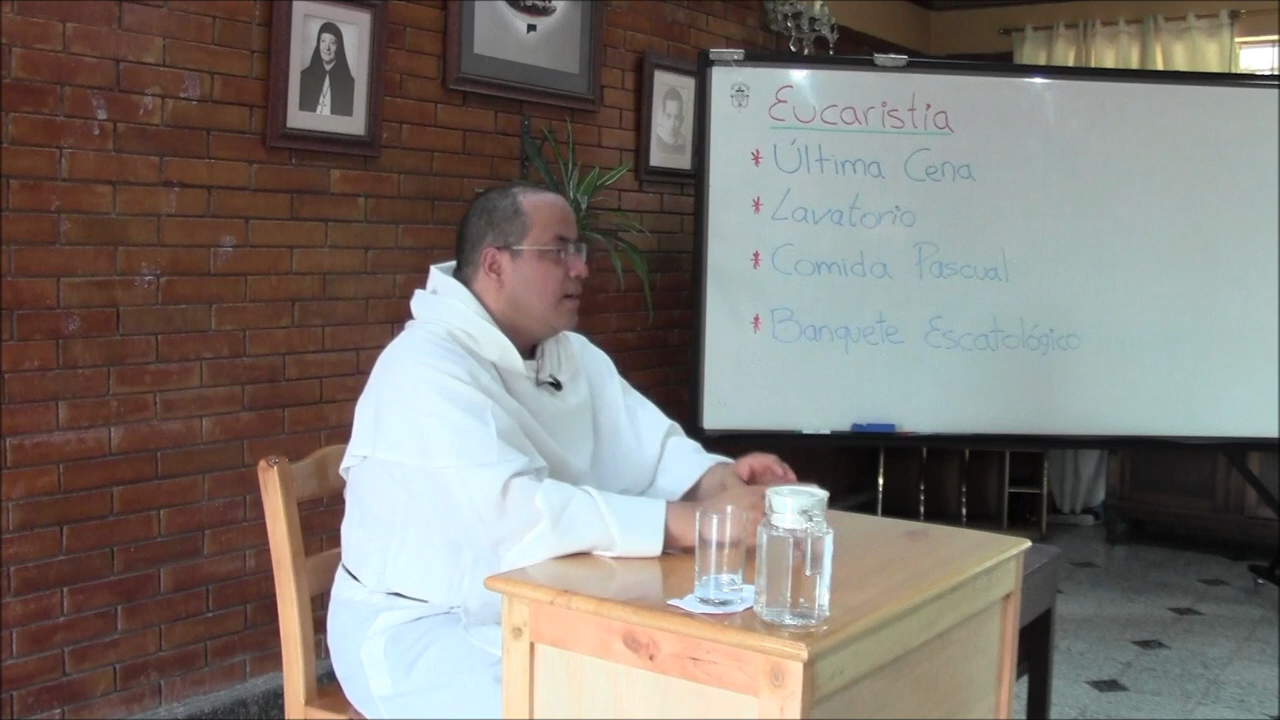 Eucaristía
* Última Cena
* Lavatorio
* Comida Pascual
* Banquete Escatológico